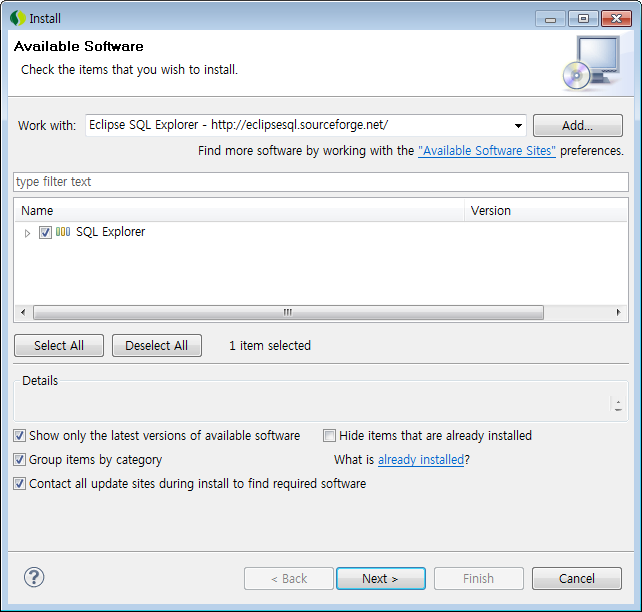 Install
Available Software
Check the items that you wish to install.
Work with: Eclipse SQL Explorer - http://eclipsesql.sourceforge.net/ Add...
Find more software by working with the "Available Software Sites" preferences.
type filter text
Name Version
SQL Explorer
Select All Deselect All 1 item selected
Details
Show only the latest versions of available software Hide items that are already installed
Group items by category What is already installed?
Contact all update sites during install to find required software
? < Back Next > Finish Cancel